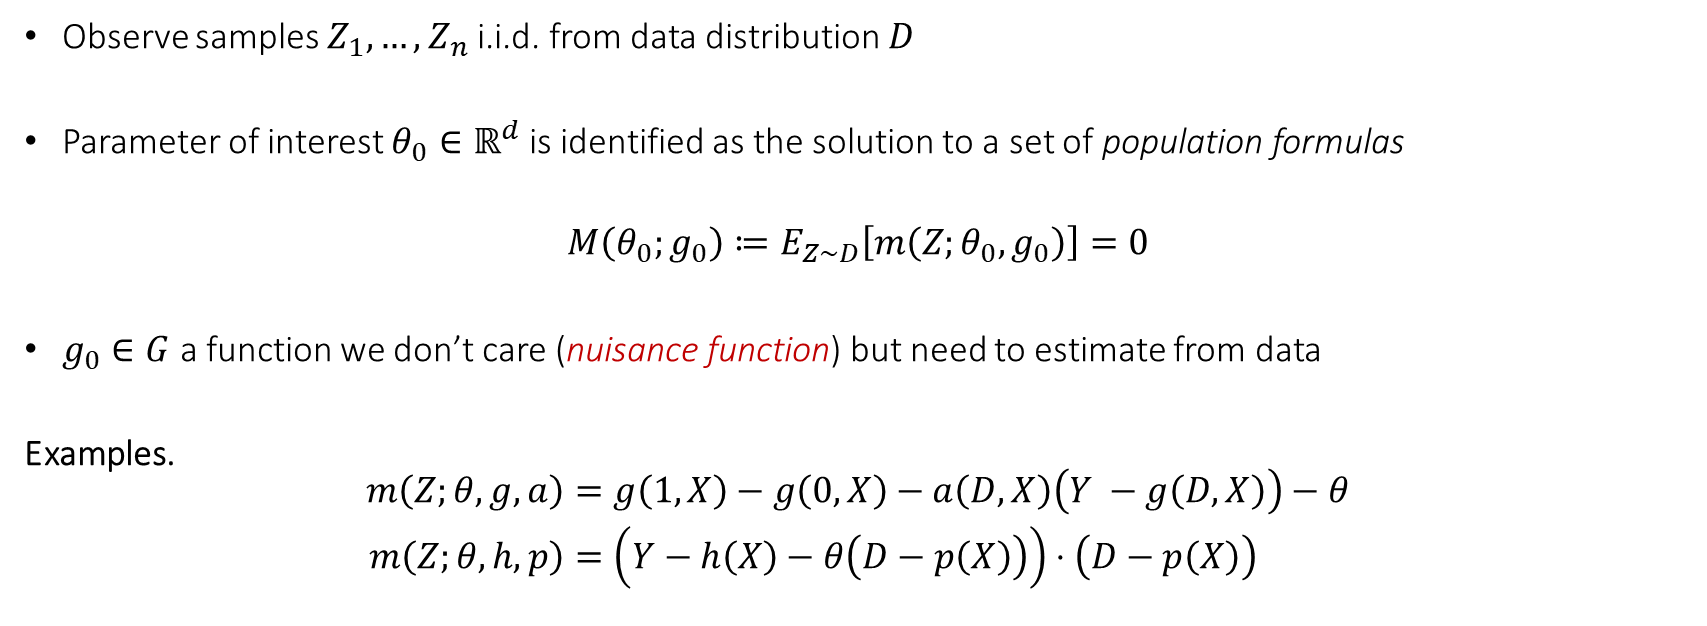 • Observe samples Z₁, …, Zₙ i.i.d. from data distribution D
• Parameter of interest θ₀ ∈ ℝᵈ is identified as the solution to a set of population formulas
M(θ₀; g₀) ≔ E_{Z~D}[m(Z; θ₀, g₀)] = 0
• g₀ ∈ G a function we don’t care (nuisance function) but need to estimate from data
Examples.
m(Z; θ, g, a) = g(1, X) − g(0, X) − a(D, X)(Y − g(D, X)) − θ
m(Z; θ, h, p) = (Y − h(X) − θ(D − p(X))) · (D − p(X))